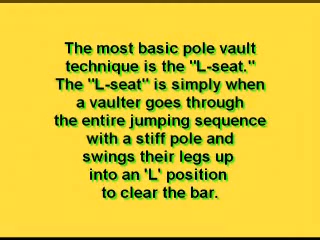 The most basic pole vault
technique is the "L-seat."
The "L-seat" is simply when
a vaulter goes through
the entire jumping sequence
with a stiff pole and
swings their legs up
into an 'L' position
to clear the bar.